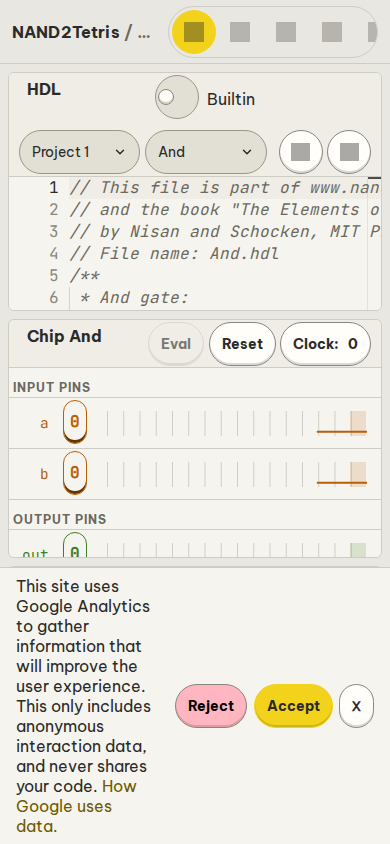 NAND2Tetris / ...
HDL
Builtin
Project 1 And
1 // This file is part of www.nan
2 // and the book "The Elements o
3 // by Nisan and Schocken, MIT P
4 // File name: And.hdl
5 /**
6 * And gate:
Chip And Eval Reset Clock: 0
INPUT PINS
a 0
b 0
OUTPUT PINS
out 0
This site uses
Google Analytics
to gather
information that
will improve the
user experience.
This only includes
anonymous
interaction data,
and never shares
your code. How
Google uses
data.
Reject Accept X